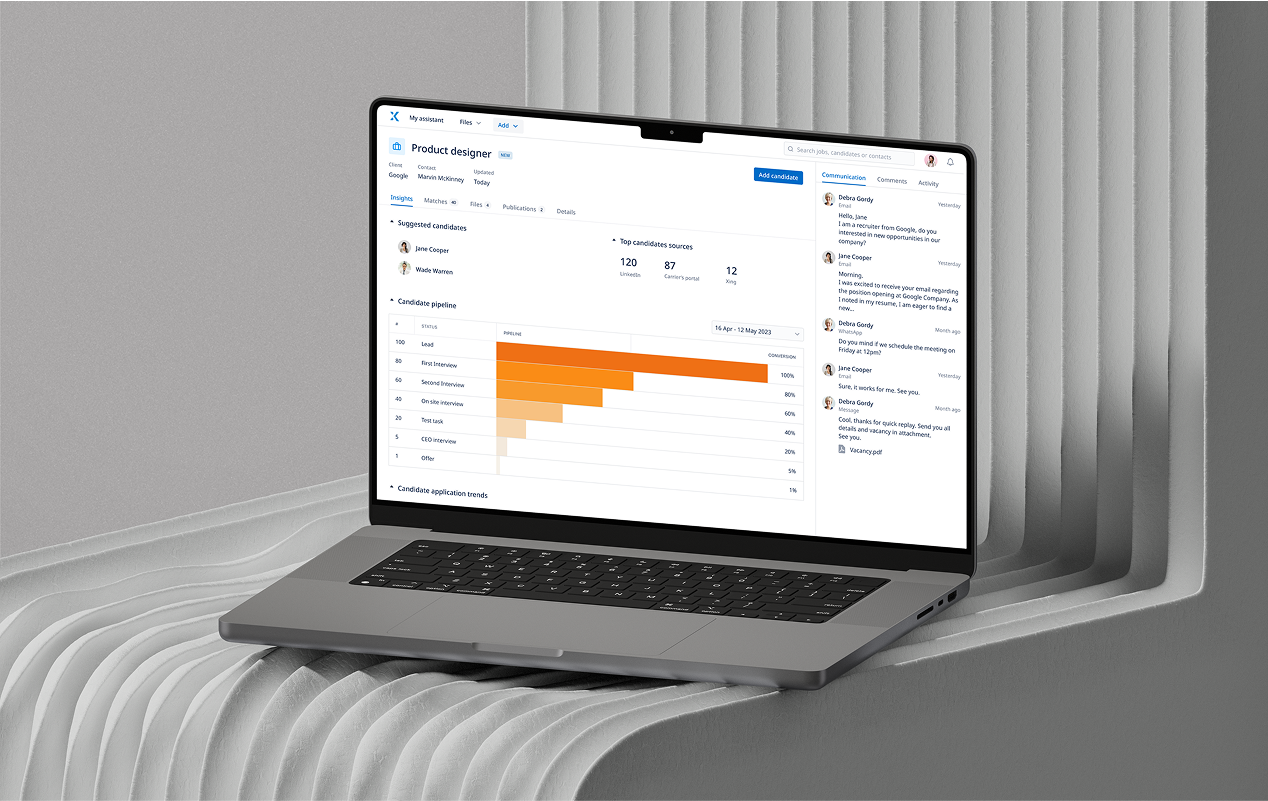 My assistant
Files
Add
Search jobs, candidates or contacts
Product designer
NEW
Client
Google
Contact
Marvin McKinney
Updated
Today
Add candidate
Insights
Matches 40
Files 4
Publications 2
Details
Suggested candidates
Jane Cooper
Wade Warren
Top candidates sources
120
LinkedIn
87
Carrier's portal
12
Xing
Candidate pipeline
16 Apr - 12 May 2023
#
STATUS
PIPELINE
CONVERSION
100
Lead
100%
80
First Interview
80%
60
Second Interview
60%
40
On site interview
40%
20
Test task
20%
5
CEO interview
5%
1
Offer
1%
Candidate application trends
Communication
Comments
Activity
Debra Gordy
Yesterday
Email
Hello, Jane
I am a recruiter from Google, do you
interested in new opportunities in our
company?
Jane Cooper
Yesterday
Email
Morning,
I was excited to receive your email regarding
the position opening at Google Company. As
I noted in my resume, I am eager to find a
new...
Debra Gordy
Month ago
WhatsApp
Do you mind if we schedule the meeting on
Friday at 12pm?
Jane Cooper
Yesterday
Email
Sure, it works for me. See you.
Debra Gordy
Month ago
Message
Cool, thanks for quick replay. Send you all
details and vacancy in attachment.
See you.
Vacancy.pdf